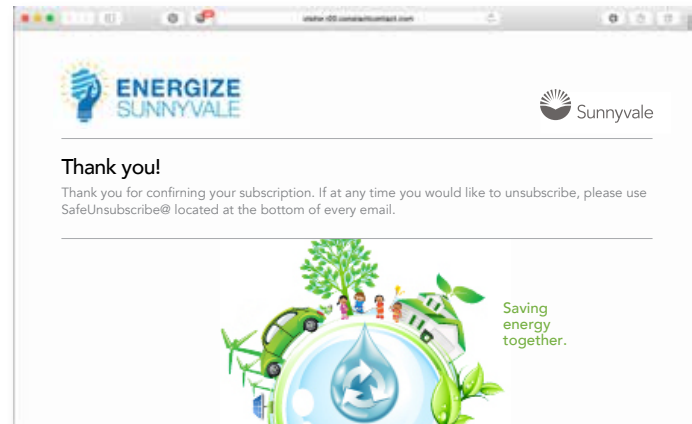 ENERGIZE
SUNNYVALE
Sunnyvale
Thank you!
Thank you for confirning your subscription. If at any time you would like to unsubscribe, please use
SafeUnsubscribe@ located at the bottom of every email.
Saving
energy
together.